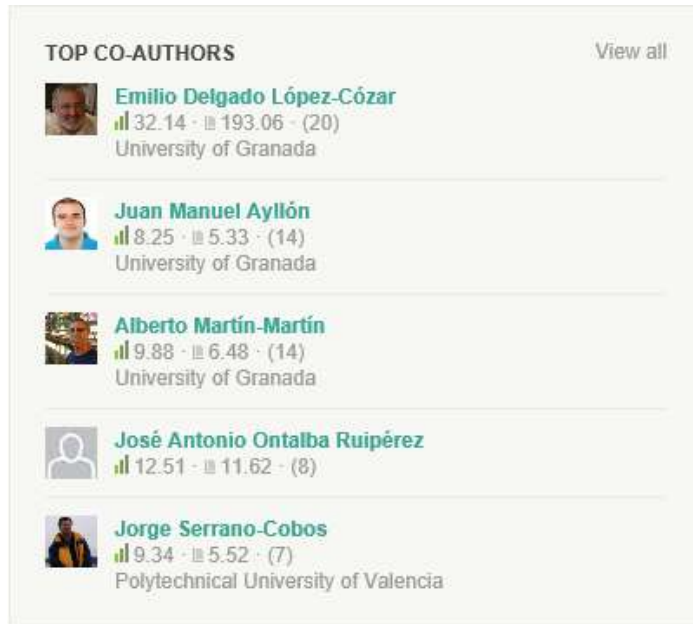 TOP CO-AUTHORS View all
Emilio Delgado López-Cózar
32.14 · 193.06 · (20)
University of Granada
Juan Manuel Ayllón
8.25 · 5.33 · (14)
University of Granada
Alberto Martín-Martín
9.88 · 6.48 · (14)
University of Granada
José Antonio Ontalba Ruipérez
12.51 · 11.62 · (8)
Jorge Serrano-Cobos
9.34 · 5.52 · (7)
Polytechnical University of Valencia